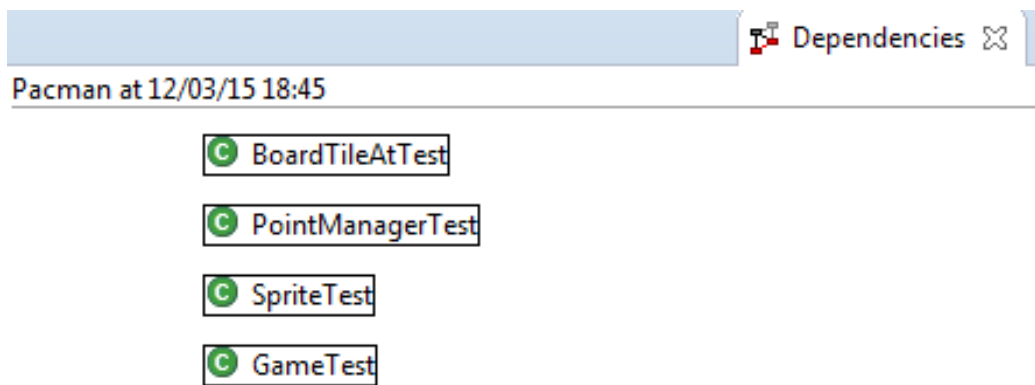 Dependencies
Pacman at 12/03/15 18:45
C BoardTileAtTest
C PointManagerTest
C SpriteTest
C GameTest